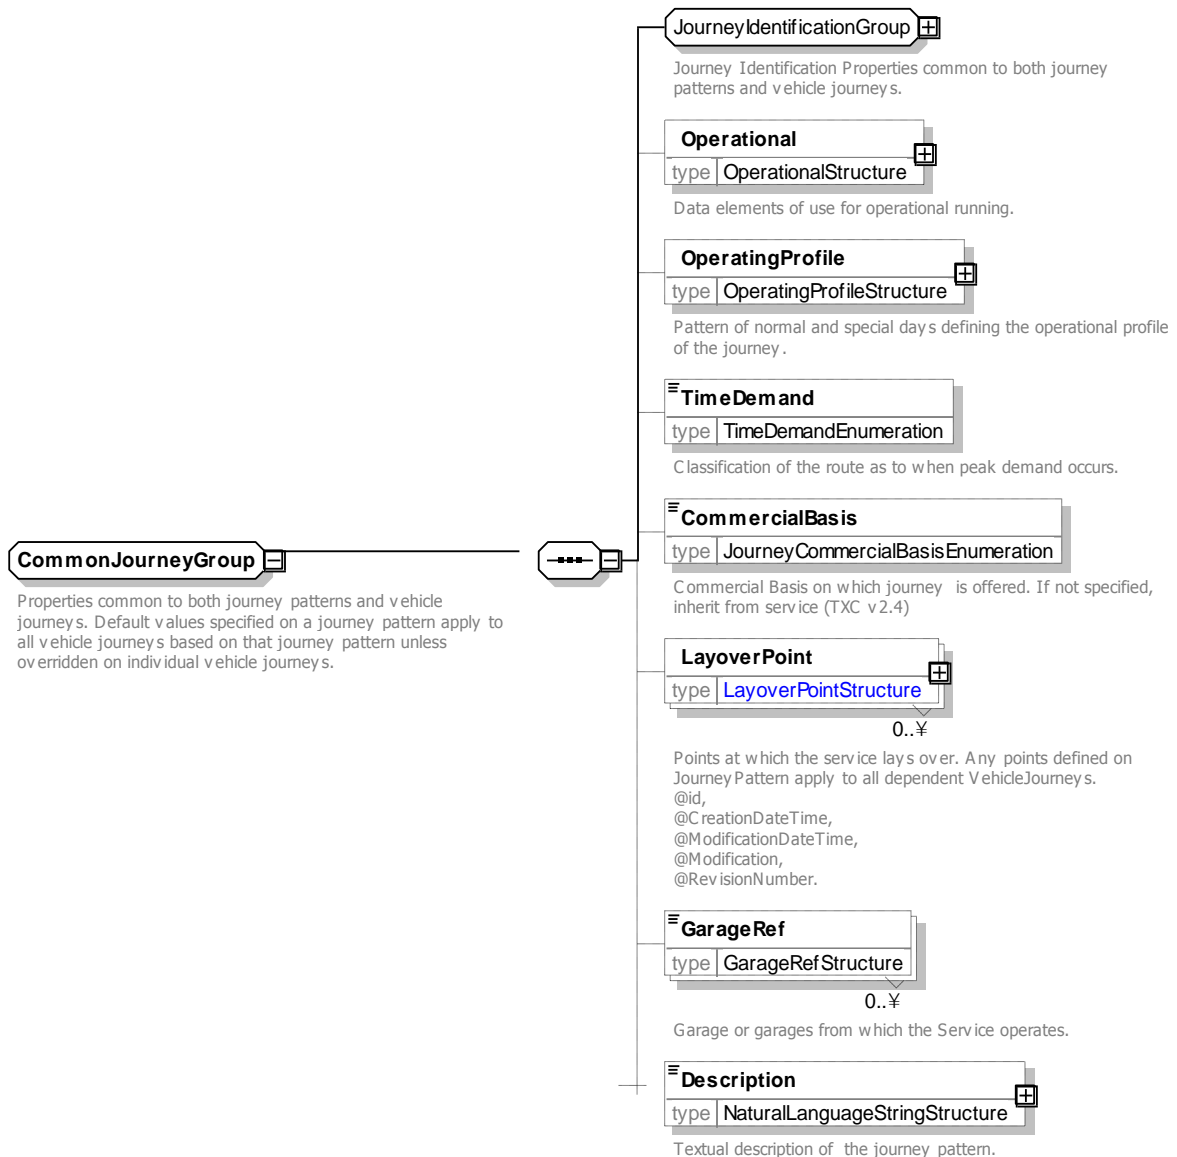 JourneyIdentificationGroup
Journey Identification Properties common to both journey
patterns and vehicle journeys.
Operational
type OperationalStructure
Data elements of use for operational running.
OperatingProfile
type OperatingProfileStructure
Pattern of normal and special days defining the operational profile
of the journey.
TimeDemand
type TimeDemandEnumeration
Classification of the route as to when peak demand occurs.
CommercialBasis
type JourneyCommercialBasisEnumeration
Commercial Basis on which journey is offered. If not specified,
inherit from service (TXC v2.4)
CommonJourneyGroup
Properties common to both journey patterns and vehicle
journeys. Default values specified on a journey pattern apply to
all vehicle journeys based on that journey pattern unless
overridden on individual vehicle journeys.
LayoverPoint
type LayoverPointStructure
0..¥
Points at which the service lays over. Any points defined on
JourneyPattern apply to all dependent VehicleJourneys.
@id,
@CreationDateTime,
@ModificationDateTime,
@Modification,
@RevisionNumber.
GarageRef
type GarageRefStructure
0..¥
Garage or garages from which the Service operates.
Description
type NaturalLanguageStringStructure
Textual description of the journey pattern.